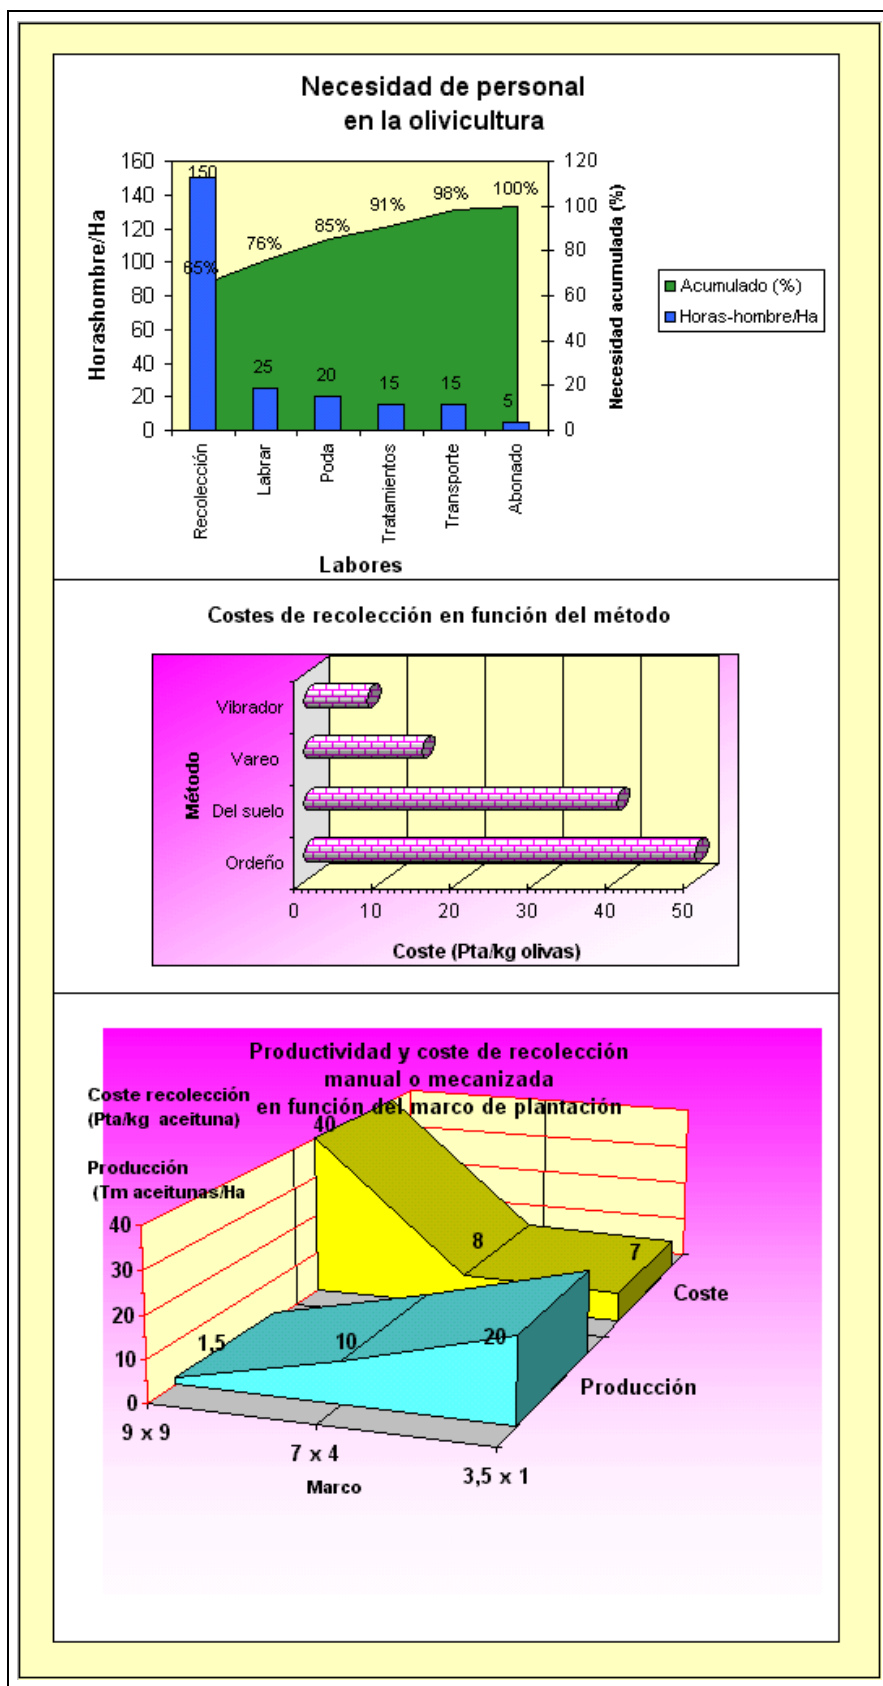 Necesidad de personal
en la olivicultura
Horashombre/Ha
160
140
120
100
80
60
40
20
0
150
65%
76%
85%
91%
98%
100%
25
20
15
15
5
120
100
80
60
40
20
0
Necesidad acumulada (%)
Acumulado (%)
Horas-hombre/Ha
Recolección
Labrar
Poda
Tratamientos
Transporte
Abonado
Labores
Costes de recolección en función del método
Método
Vibrador
Vareo
Del suelo
Ordeño
0 10 20 30 40 50
Coste (Pta/kg olivas)
Productividad y coste de recolección
manual o mecanizada
en función del marco de plantación
Coste recolección
(Pta/kg aceituna)
Producción
(Tm aceitunas/Ha
40
30
20
10
0
40
8
7
1,5
10
20
Coste
Producción
9 x 9
7 x 4
3,5 x 1
Marco